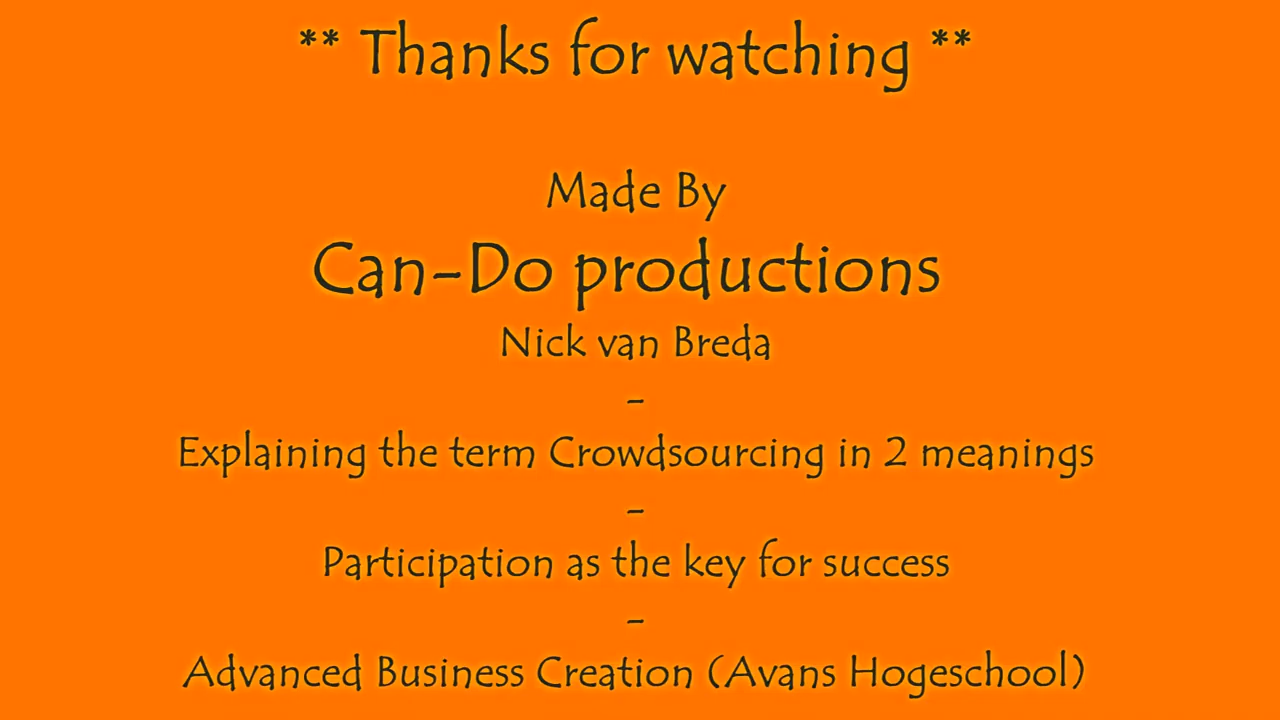 ** Thanks for watching **
Made By
Can-Do productions
Nick van Breda
-
Explaining the term Crowdsourcing in 2 meanings
-
Participation as the key for success
-
Advanced Business Creation (Avans Hogeschool)